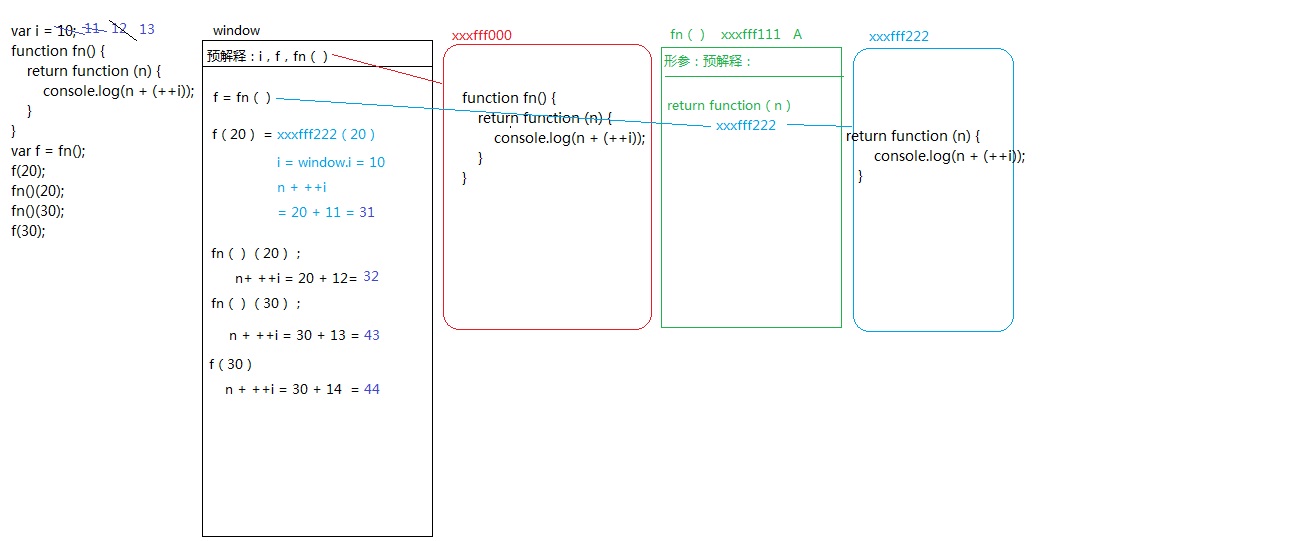 var i = 10; 11 12 13
function fn() {
return function (n) {
console.log(n + (++i));
}
}
var f = fn();
f(20);
fn()(20);
fn()(30);
f(30);
window
预解释：i , f , fn ( )
f = fn ( )
f ( 20 ) = xxxfff222 ( 20 )
i = window.i = 10
n + ++i
= 20 + 11 = 31
fn ( ) ( 20 ) ;
n+ ++i = 20 + 12= 32
fn ( ) ( 30 ) ;
n + ++i = 30 + 13 = 43
f ( 30 )
n + ++i = 30 + 14 = 44
xxxfff000
function fn() {
return function (n) {
console.log(n + (++i));
}
}
fn ( ) xxxfff111 A
形参：预解释：
return function ( n )
xxxfff222
xxxfff222
return function (n) {
console.log(n + (++i));
}